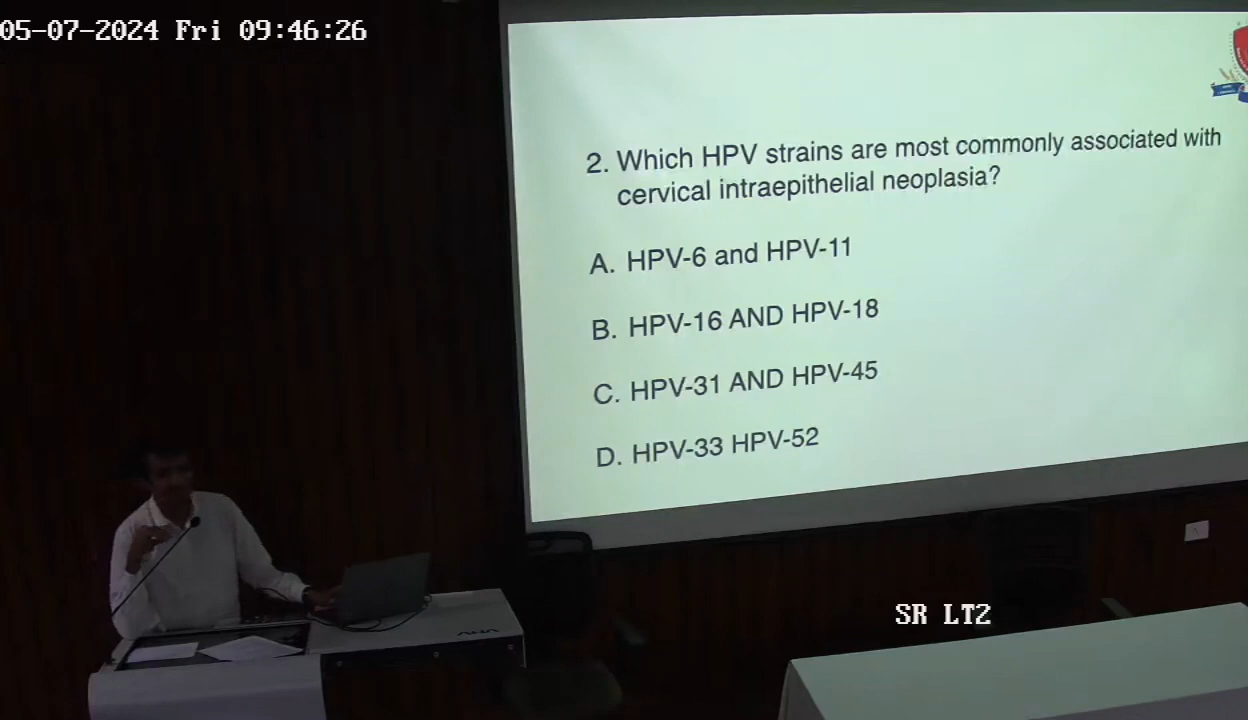 05-07-2024 Fri 09:46:26
2. Which HPV strains are most commonly associated with
cervical intraepithelial neoplasia?
A. HPV-6 and HPV-11
B. HPV-16 AND HPV-18
C. HPV-31 AND HPV-45
D. HPV-33 HPV-52
SR LT2